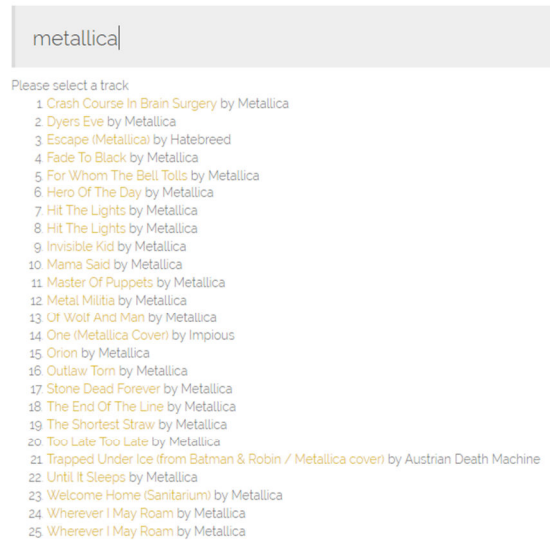 metallica
Please select a track
1. Crash Course In Brain Surgery by Metallica
2. Dyers Eve by Metallica
3. Escape (Metallica) by Hatebreed
4. Fade To Black by Metallica
5. For Whom The Bell Tolls by Metallica
6. Hero Of The Day by Metallica
7. Hit The Lights by Metallica
8. Hit The Lights by Metallica
9. Invisible Kid by Metallica
10. Mama Said by Metallica
11. Master Of Puppets by Metallica
12. Metal Militia by Metallica
13. Of Wolf And Man by Metallica
14. One (Metallica Cover) by Impious
15. Orion by Metallica
16. Outlaw Torn by Metallica
17. Stone Dead Forever by Metallica
18. The End Of The Line by Metallica
19. The Shortest Straw by Metallica
20. Too Late Too Late by Metallica
21. Trapped Under Ice (from Batman & Robin / Metallica cover) by Austrian Death Machine
22. Until It Sleeps by Metallica
23. Welcome Home (Sanitarium) by Metallica
24. Wherever I May Roam by Metallica
25. Wherever I May Roam by Metallica